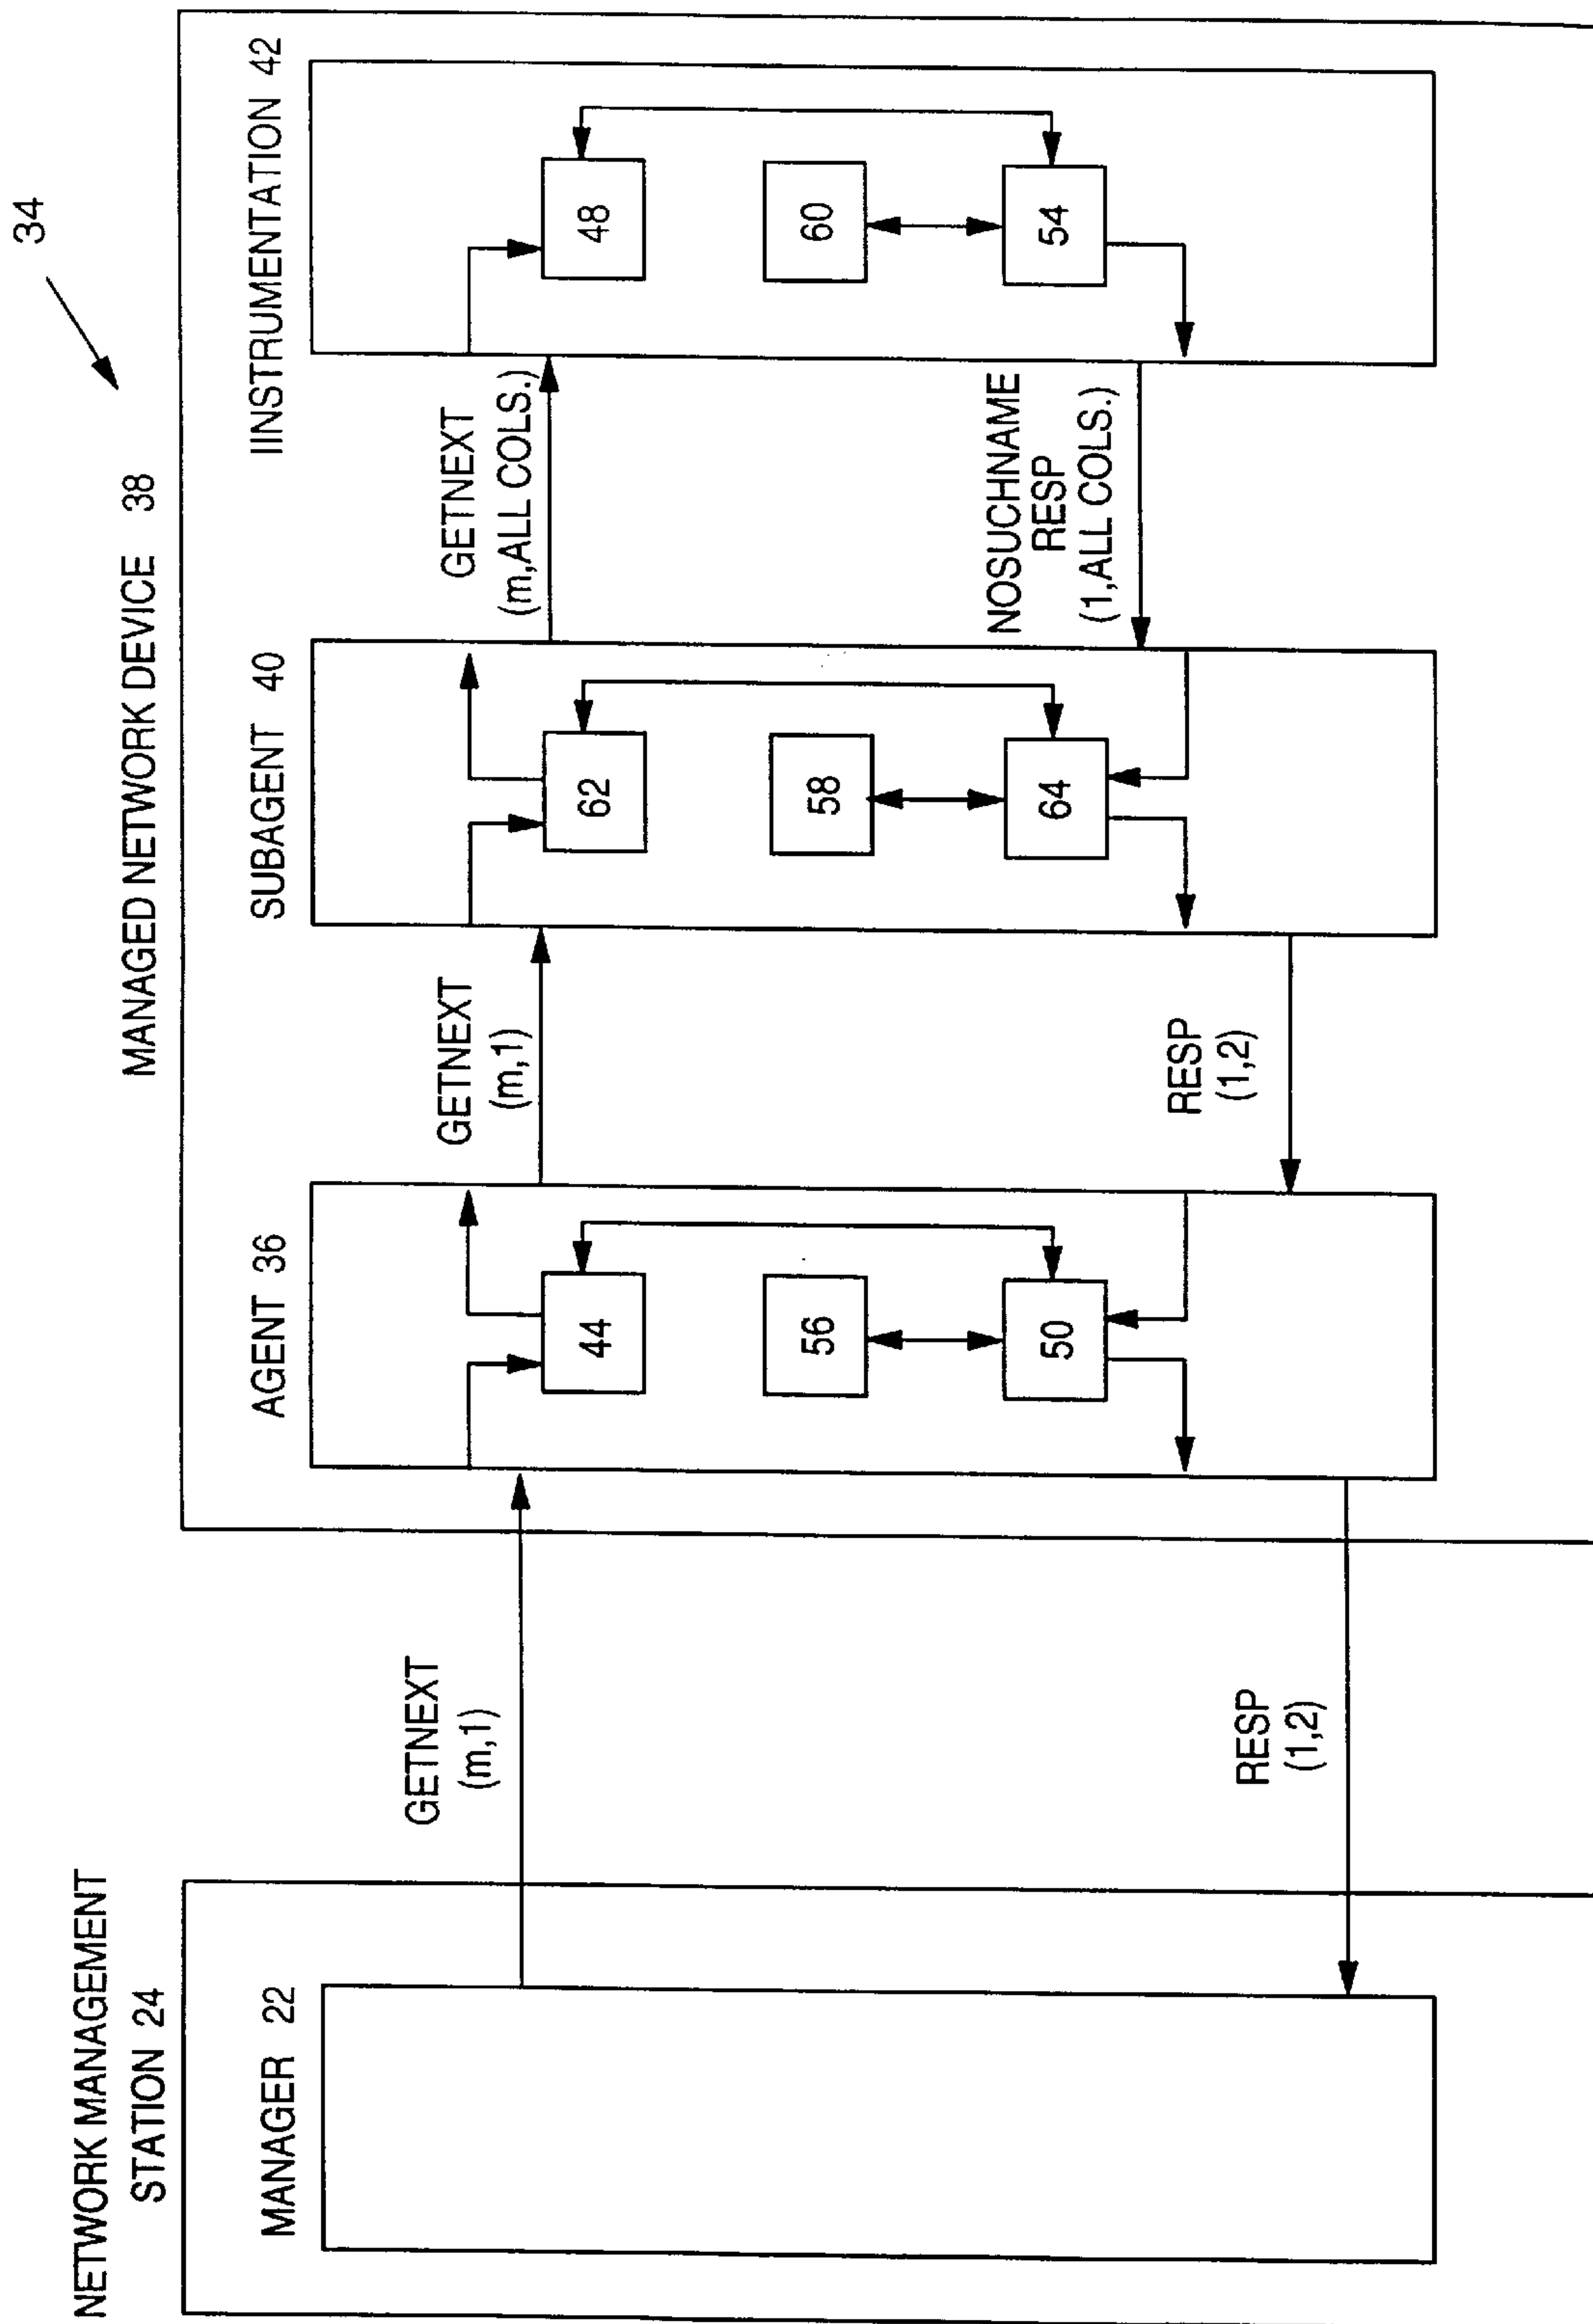 34
NETWORK MANAGEMENT
STATION 24
MANAGED NETWORK DEVICE 38
MANAGER 22
AGENT 36
SUBAGENT 40
IINSTRUMENTATION 42
GETNEXT
(m,1)
GETNEXT
(m,1)
GETNEXT
(m,ALL COLS.)
44
62
48
56
58
60
50
64
54
RESP
(1,2)
RESP
(1,2)
NOSUCHNAME
RESP
(1,ALL COLS.)